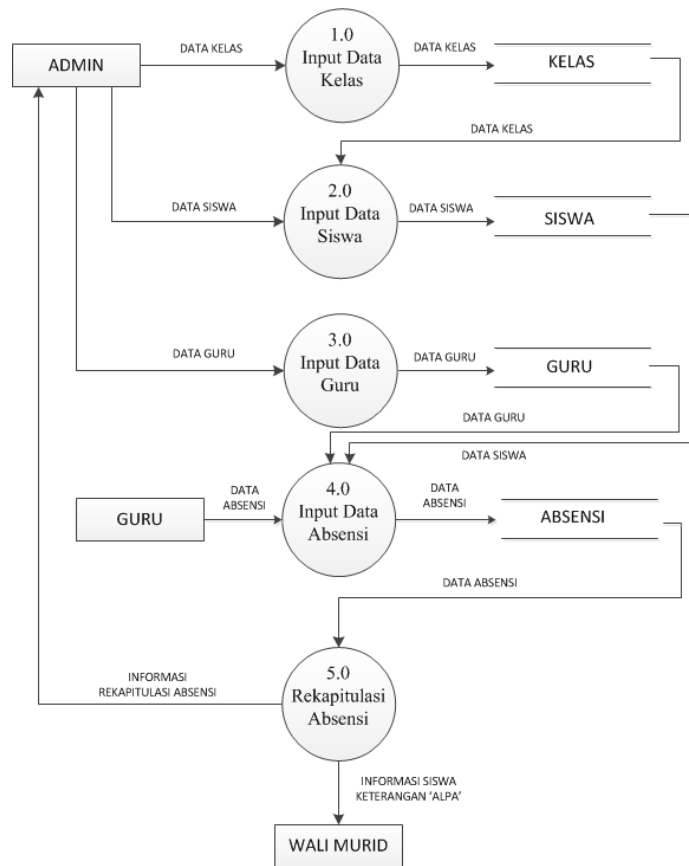 ADMIN
DATA KELAS
1.0
Input Data
Kelas
DATA KELAS
KELAS
DATA KELAS
DATA SISWA
2.0
Input Data
Siswa
DATA SISWA
SISWA
DATA GURU
3.0
Input Data
Guru
DATA GURU
GURU
DATA GURU
DATA SISWA
GURU
DATA
ABSENSI
4.0
Input Data
Absensi
DATA
ABSENSI
ABSENSI
DATA ABSENSI
INFORMASI
REKAPITULASI ABSENSI
5.0
Rekapitulasi
Absensi
INFORMASI SISWA
KETERANGAN ‘ALPA’
WALI MURID